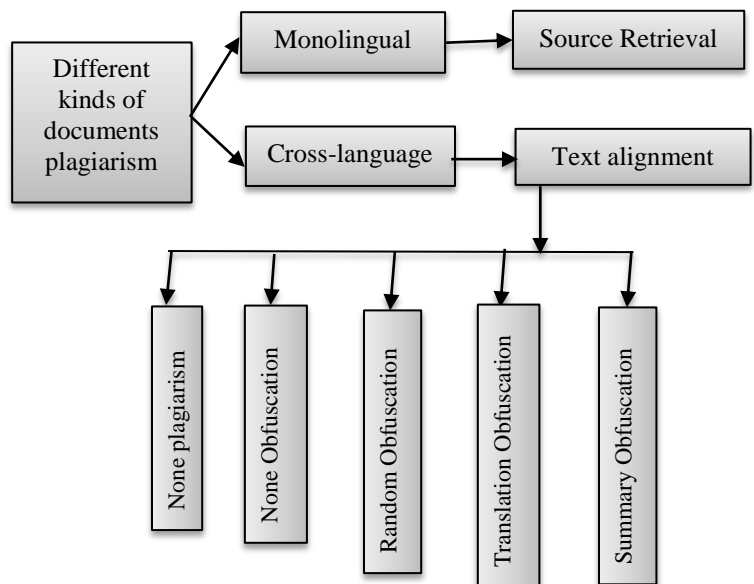 Different
kinds of
documents
plagiarism
Monolingual
Source Retrieval
Cross-language
Text alignment
None plagiarism
None Obfuscation
Random Obfuscation
Translation Obfuscation
Summary Obfuscation